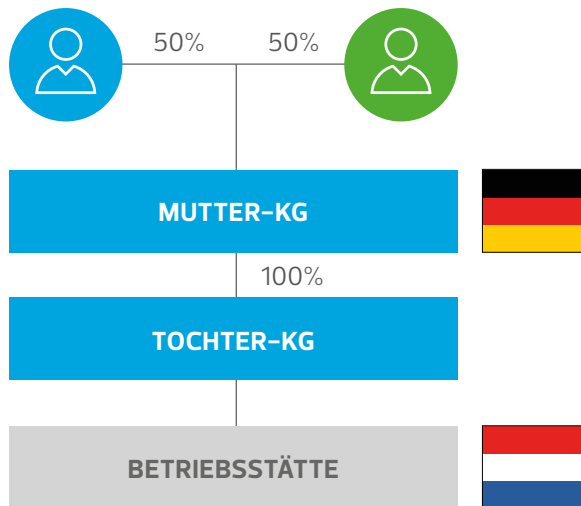 50% 50%
MUTTER–KG
100%
TOCHTER–KG
BETRIEBSSTÄTTE